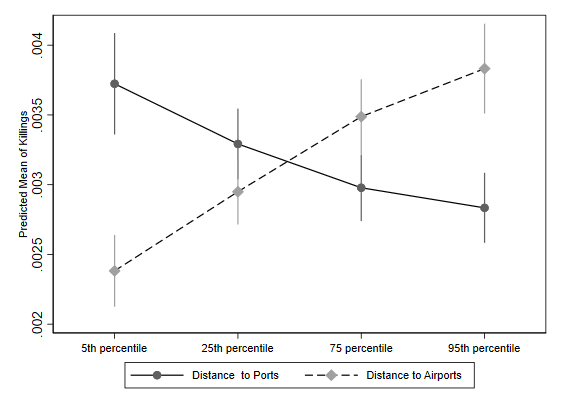 .004
.0035
.003
.0025
.002
Predicted Mean of Killings
5th percentile 25th percentile 75 percentile 95th percentile
Distance to Ports Distance to Airports